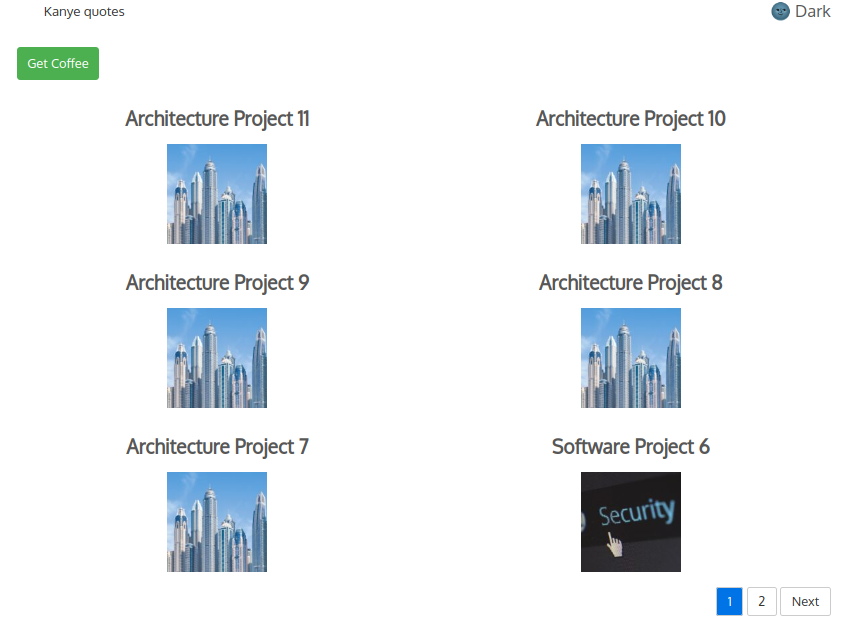 Kanye quotes
Dark
Get Coffee
Architecture Project 11
Architecture Project 10
Architecture Project 9
Architecture Project 8
Architecture Project 7
Software Project 6
Security
1 2 Next